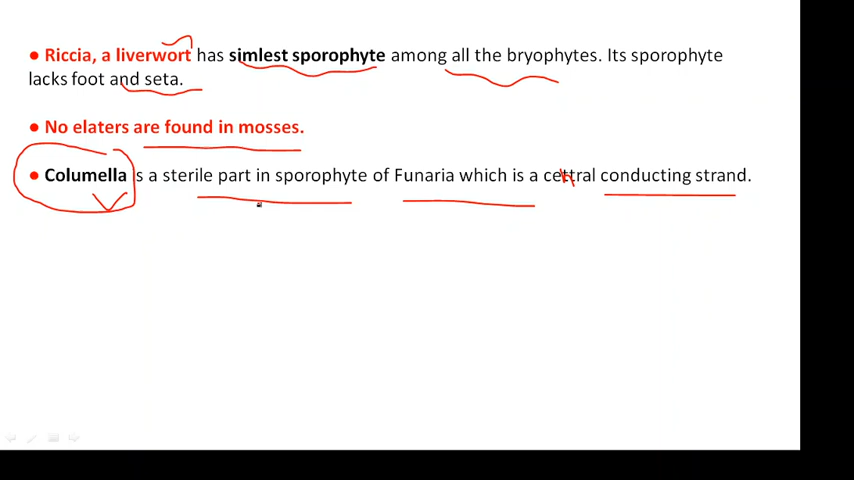 ● Riccia, a liverwort has simlest sporophyte among all the bryophytes. Its sporophyte
lacks foot and seta.
● No elaters are found in mosses.
● Columella is a sterile part in sporophyte of Funaria which is a central conducting strand.